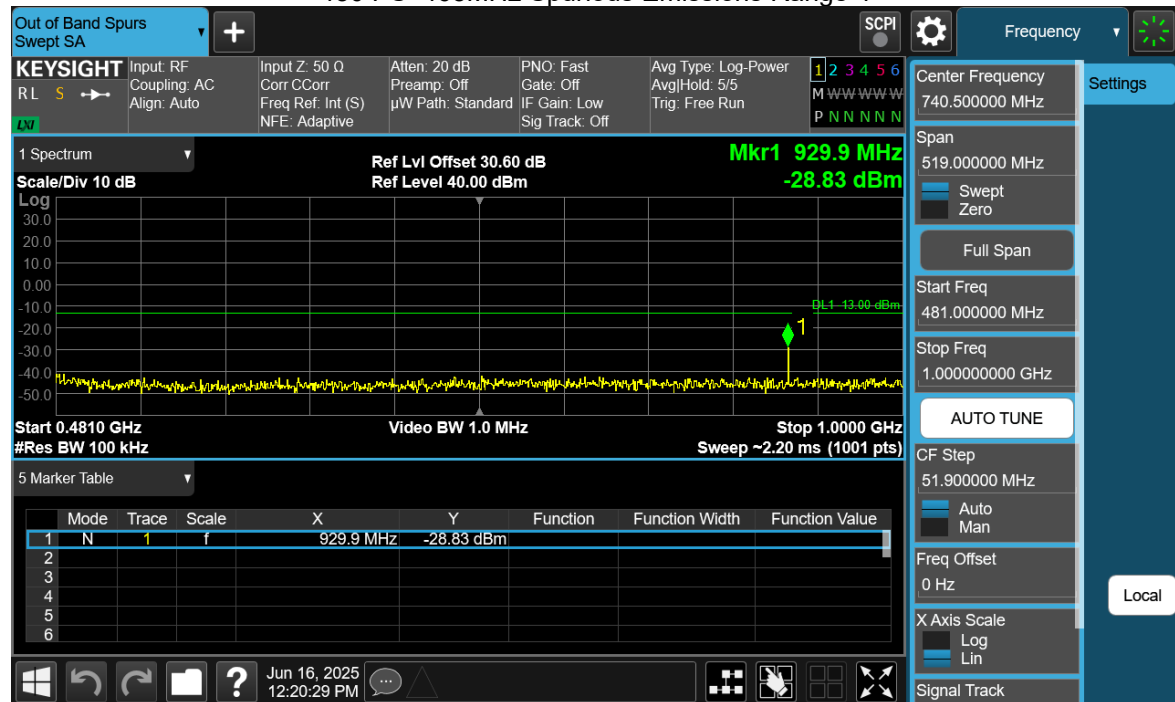 Out of Band Spurs
Swept SA
SCPI
Frequency
KEYSIGHT
RL S
LXI
Input: RF
Coupling: AC
Align: Auto
Input Z: 50 Ω
Corr CCorr
Freq Ref: Int (S)
NFE: Adaptive
Atten: 20 dB
Preamp: Off
µW Path: Standard
PNO: Fast
Gate: Off
IF Gain: Low
Sig Track: Off
Avg Type: Log-Power
Avg|Hold: 5/5
Trig: Free Run
1 2 3 4 5 6
M W W W W W
P N N N N N
1 Spectrum
Scale/Div 10 dB
Ref Lvl Offset 30.60 dB
Ref Level 40.00 dBm
Mkr1 929.9 MHz
-28.83 dBm
Log
30.0
20.0
10.0
0.00
-10.0
-20.0
-30.0
-40.0
-50.0
DL1 -13.00 dBm
1
Start 0.4810 GHz
Video BW 1.0 MHz
Stop 1.0000 GHz
#Res BW 100 kHz
Sweep ~2.20 ms (1001 pts)
5 Marker Table
Mode Trace Scale X Y Function Function Width Function Value
1 N 1 f 929.9 MHz -28.83 dBm
2
3
4
5
6
Jun 16, 2025
12:20:29 PM
Center Frequency
740.500000 MHz
Span
519.000000 MHz
Swept
Zero
Full Span
Start Freq
481.000000 MHz
Stop Freq
1.000000000 GHz
AUTO TUNE
CF Step
51.900000 MHz
Auto
Man
Freq Offset
0 Hz
X Axis Scale
Log
Lin
Signal Track
Settings
Local